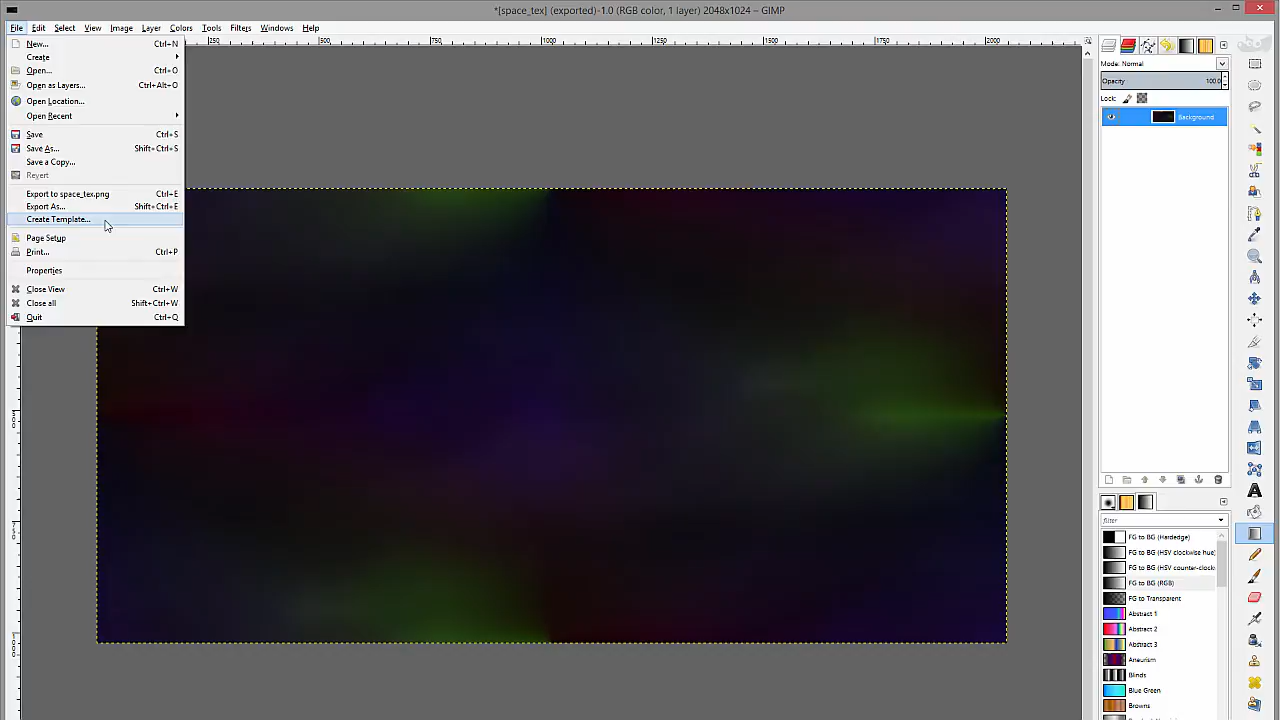 *[space_tex] (exported)-1.0 (RGB color, 1 layer) 2048x1024 – GIMP
File Edit Select View Image Layer Colors Tools Filters Windows Help
250 500 750 1000 1250 1500 1750 2000
New... Ctrl+N
Create
Open... Ctrl+O
Open as Layers... Ctrl+Alt+O
Open Location...
Open Recent
Save Ctrl+S
Save As... Shift+Ctrl+S
Save a Copy...
Revert
Export to space_tex.png Ctrl+E
Export As... Shift+Ctrl+E
Create Template...
Page Setup
Print... Ctrl+P
Properties
Close View Ctrl+W
Close all Shift+Ctrl+W
Quit Ctrl+Q
Mode: Normal
Opacity 100.0
Lock:
Background
filter
FG to BG (Hardedge)
FG to BG (HSV clockwise hue)
FG to BG (HSV counter-clock
FG to BG (RGB)
FG to Transparent
Abstract 1
Abstract 2
Abstract 3
Aneurism
Blinds
Blue Green
Browns